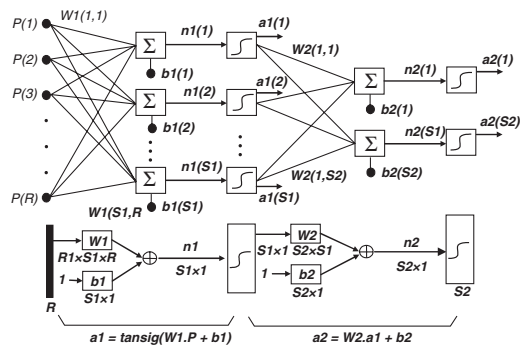 P(1) W1(1,1) n1(1) a1(1)
Σ
b1(1)
W2(1,1)
P(2) n1(2) a1(2) n2(1) a2(1)
Σ Σ
b1(2) b2(1)
P(3) n2(S1) a2(S2)
Σ
b2(S2)
n1(S1) W2(1,S2)
Σ
P(R) b1(S1) a1(S1)
W1(S1,R
W1 n1 W2 n2
R1×S1×R S1×1 S1×1 S2×S1 S2×1
1 b1 1 b2
S1×1 S2×1
R S2
a1 = tansig(W1.P + b1) a2 = W2.a1 + b2